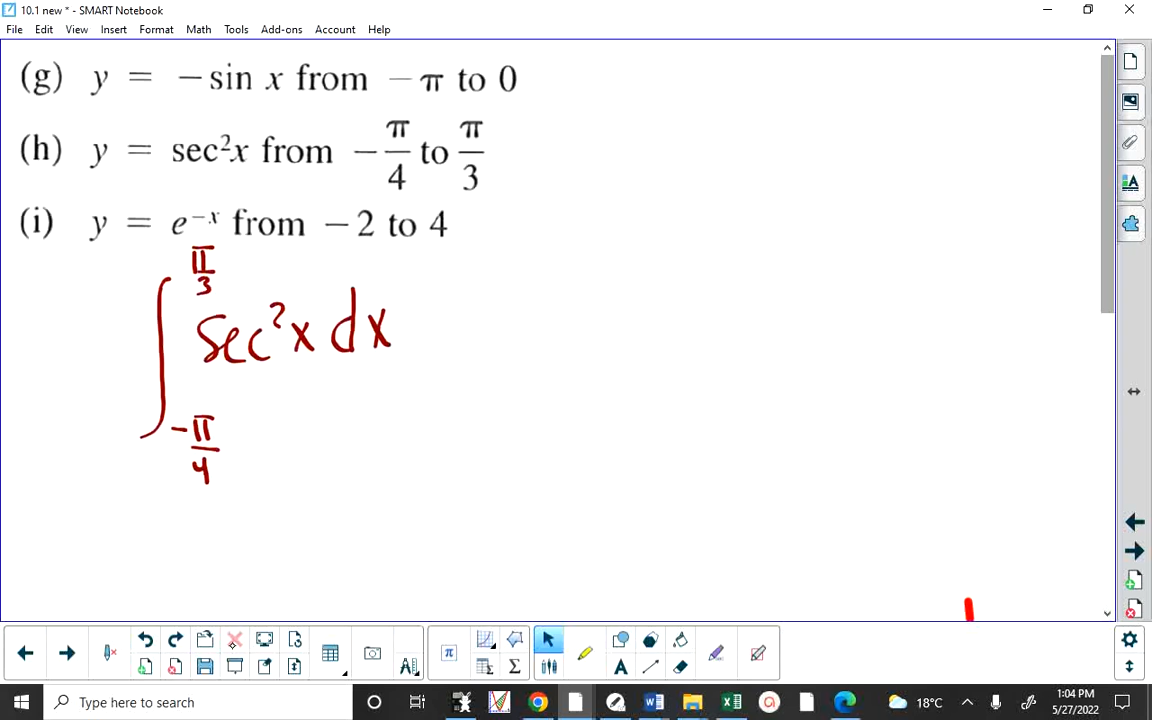 10.1 new * - SMART Notebook
File Edit View Insert Format Math Tools Add-ons Account Help
(g) y = −sin x from −π to 0
(h) y = sec²x from −π/4 to π/3
(i) y = e⁻ˣ from −2 to 4
π/3
∫ sec²x dx
−π/4
Type here to search
18°C
1:04 PM
5/27/2022